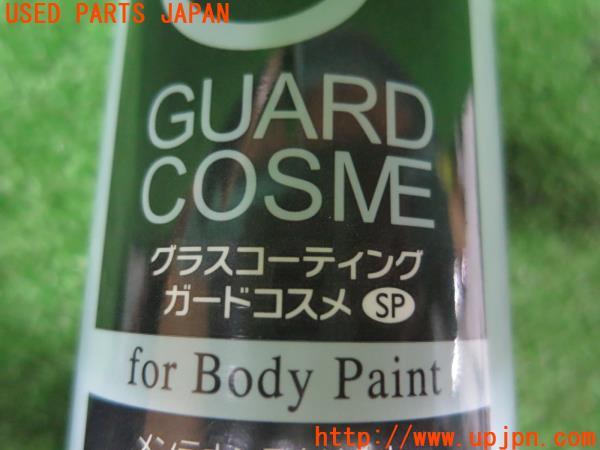 USED PARTS JAPAN
GUARD
COSME
グラスコーティング
ガードコスメ SP
for Body Paint
http://www.upjpn.com/